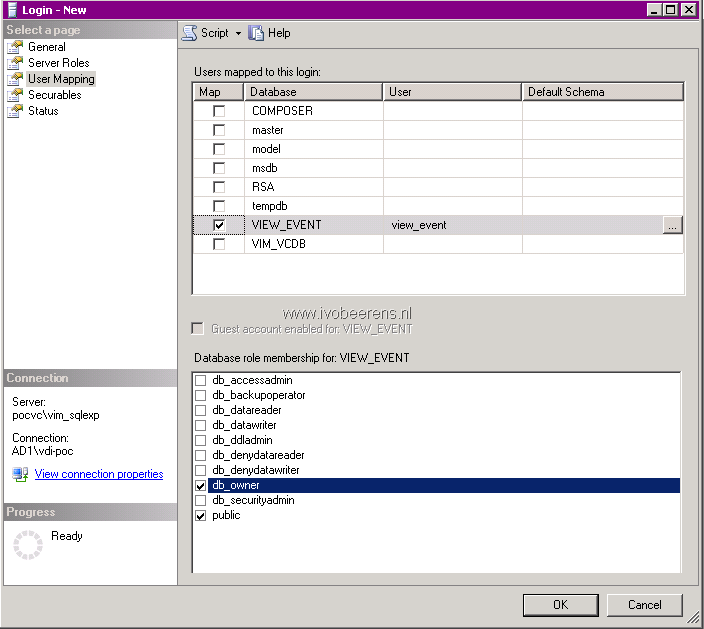 Login - New
Select a page
General
Server Roles
User Mapping
Securables
Status
Script Help
Users mapped to this login:
Map Database User Default Schema
COMPOSER
master
model
msdb
RSA
tempdb
VIEW_EVENT view_event ...
VIM_VCDB
www.ivobeerens.nl
Guest account enabled for: VIEW_EVENT
Database role membership for: VIEW_EVENT
db_accessadmin
db_backupoperator
db_datareader
db_datawriter
db_ddladmin
db_denydatareader
db_denydatawriter
db_owner
db_securityadmin
public
Connection
Server:
pocvc\vim_sqlexp
Connection:
AD1\vdi-poc
View connection properties
Progress
Ready
OK Cancel